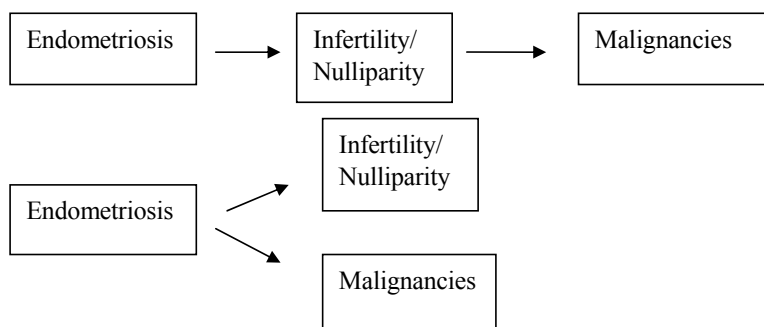 Endometriosis
Infertility/
Nulliparity
Malignancies
Infertility/
Nulliparity
Endometriosis
Malignancies